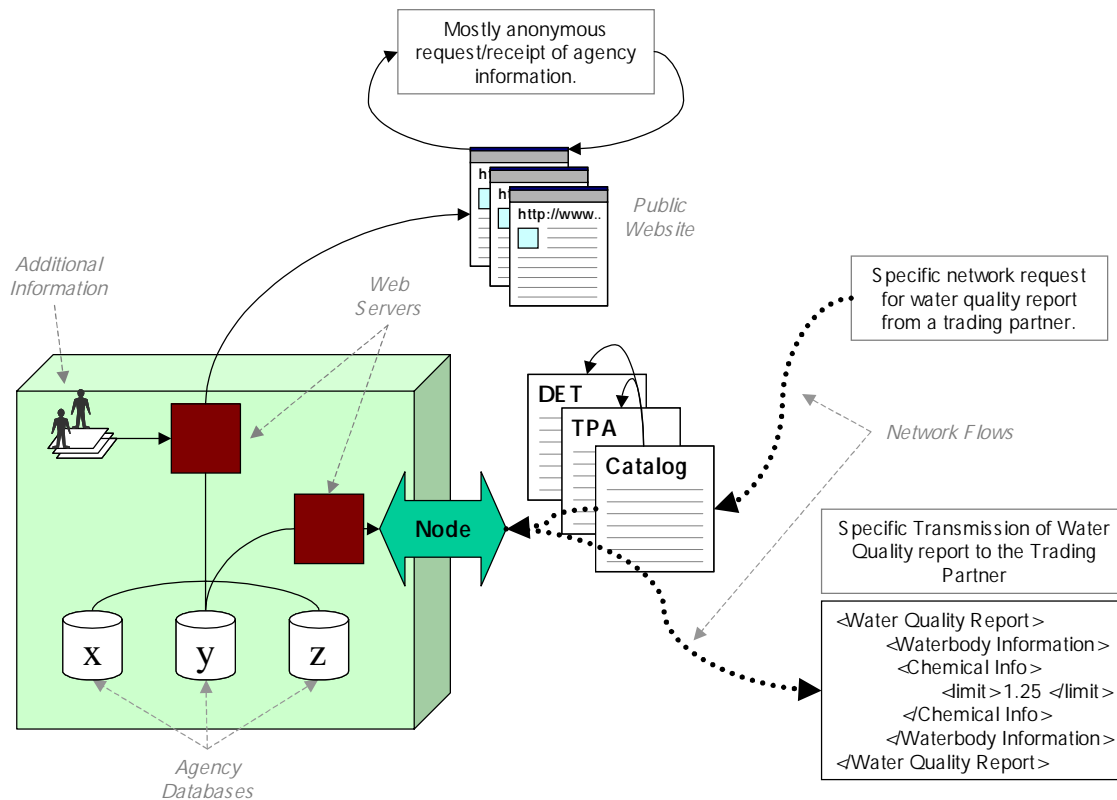 Mostly anonymous
request/receipt of agency
information.
ht
ht
http://www..
Public
Website
Additional
Information
Web
Servers
Specific network request
for water quality report
from a trading partner.
DET
TPA
Catalog
Network Flows
Node
Specific Transmission of Water
Quality report to the Trading
Partner
x
y
z
<Water Quality Report>
<Waterbody Information>
<Chemical Info>
<limit>1.25 </limit>
</Chemical Info>
</Waterbody Information>
</Water Quality Report>
Agency
Databases